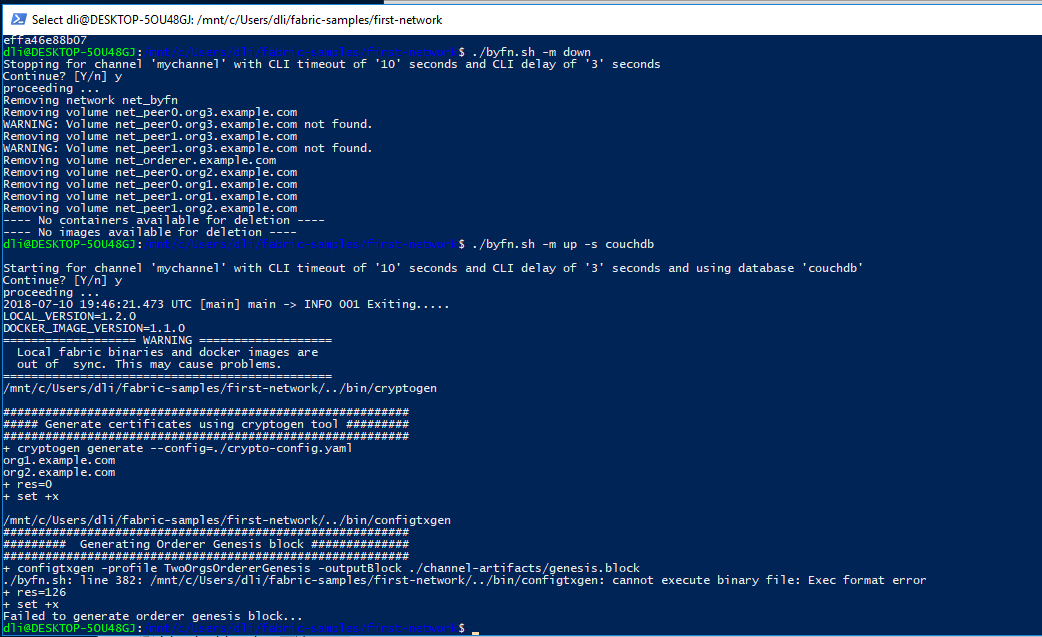 Select dli@DESKTOP-5OU48GJ: /mnt/c/Users/dli/fabric-samples/first-network
effa46e88b07
dli@DESKTOP-5OU48GJ:/mnt/c/Users/dli/fabric-samples/first-network$ ./byfn.sh -m down
Stopping for channel 'mychannel' with CLI timeout of '10' seconds and CLI delay of '3' seconds
Continue? [Y/n] y
proceeding ...
Removing network net_byfn
Removing volume net_peer0.org3.example.com
WARNING: Volume net_peer0.org3.example.com not found.
Removing volume net_peer1.org3.example.com
WARNING: Volume net_peer1.org3.example.com not found.
Removing volume net_orderer.example.com
Removing volume net_peer0.org2.example.com
Removing volume net_peer0.org1.example.com
Removing volume net_peer1.org1.example.com
Removing volume net_peer1.org2.example.com
---- No containers available for deletion ----
---- No images available for deletion ----
dli@DESKTOP-5OU48GJ:/mnt/c/Users/dli/fabric-samples/first-network$ ./byfn.sh -m up -s couchdb
Starting for channel 'mychannel' with CLI timeout of '10' seconds and CLI delay of '3' seconds and using database 'couchdb'
Continue? [Y/n] y
proceeding ...
2018-07-10 19:46:21.473 UTC [main] main -> INFO 001 Exiting.....
LOCAL_VERSION=1.2.0
DOCKER_IMAGE_VERSION=1.1.0
=================== WARNING ===================
Local fabric binaries and docker images are
out of  sync. This may cause problems.
===============================================
/mnt/c/Users/dli/fabric-samples/first-network/../bin/cryptogen
##########################################################
##### Generate certificates using cryptogen tool #########
##########################################################
+ cryptogen generate --config=./crypto-config.yaml
org1.example.com
org2.example.com
+ res=0
+ set +x
/mnt/c/Users/dli/fabric-samples/first-network/../bin/configtxgen
##########################################################
#########  Generating Orderer Genesis block ##############
##########################################################
+ configtxgen -profile TwoOrgsOrdererGenesis -outputBlock ./channel-artifacts/genesis.block
./byfn.sh: line 382: /mnt/c/Users/dli/fabric-samples/first-network/../bin/configtxgen: cannot execute binary file: Exec format error
+ res=126
+ set +x
Failed to generate orderer genesis block...
dli@DESKTOP-5OU48GJ:/mnt/c/Users/dli/fabric-samples/first-network$